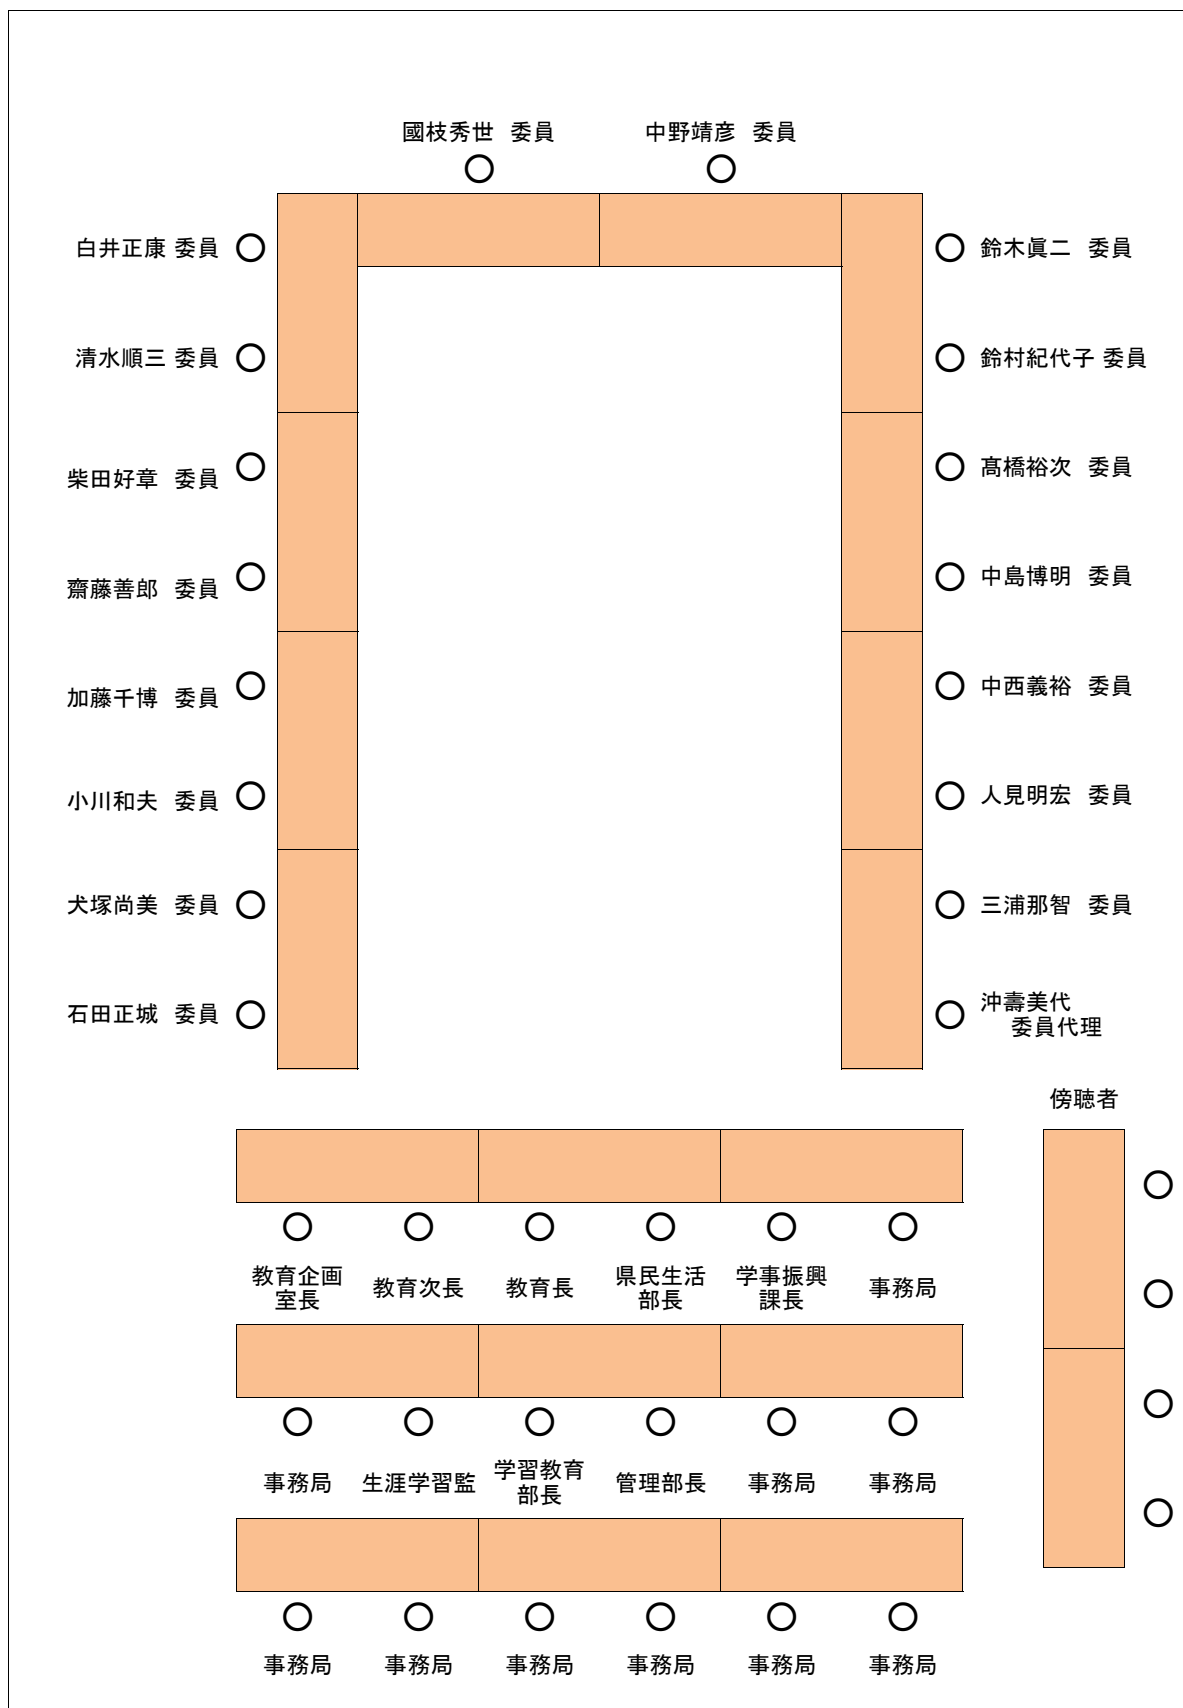 國枝秀世 委員 中野靖彦 委員
白井正康 委員 鈴木眞二 委員
清水順三 委員 鈴村紀代子 委員
柴田好章 委員 髙橋裕次 委員
齋藤善郎 委員 中島博明 委員
加藤千博 委員 中西義裕 委員
小川和夫 委員 人見明宏 委員
犬塚尚美 委員 三浦那智 委員
石田正城 委員 沖壽美代
委員代理
傍聴者
教育企画 教育次長 教育長 県民生活 学事振興 事務局
室長 部長 課長
事務局 生涯学習監 学習教育 管理部長 事務局 事務局
部長
事務局 事務局 事務局 事務局 事務局 事務局